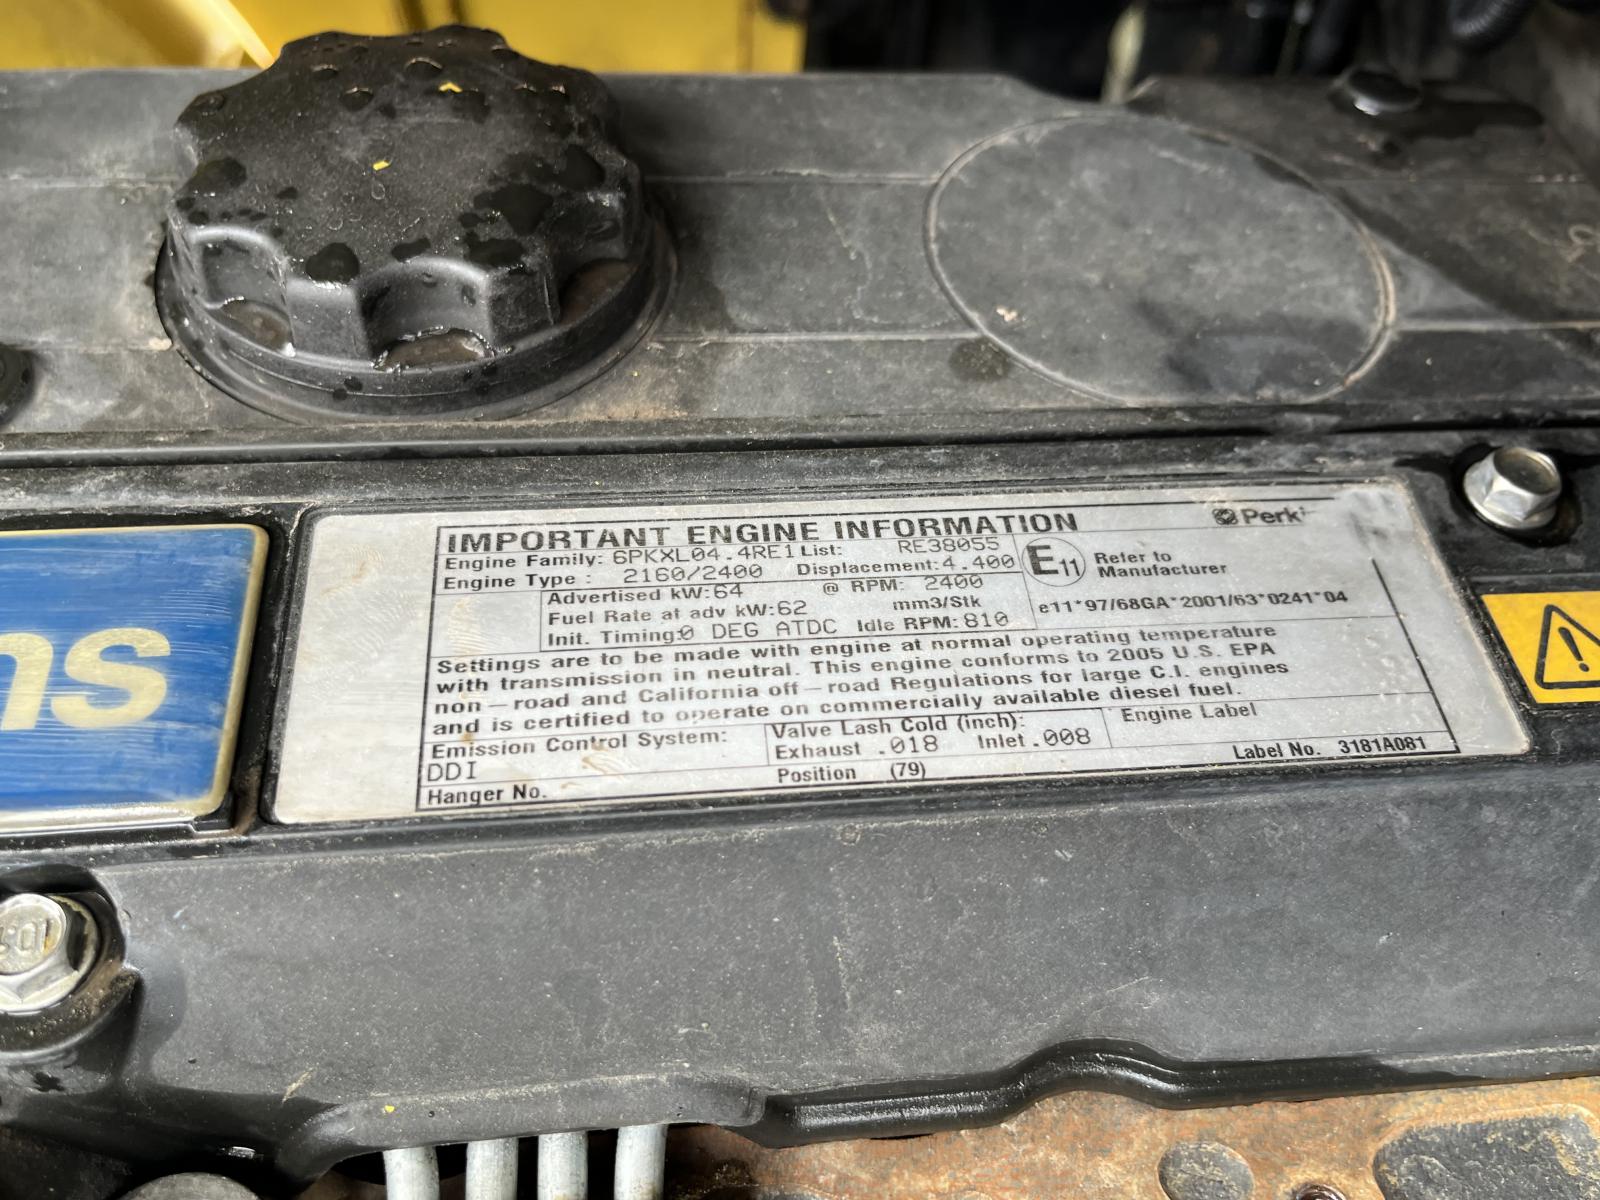 IMPORTANT ENGINE INFORMATION
Perki
Engine Family: 6PKXL04.4RE1 List: RE38055
Engine Type : 2160/2400 Displacement:4.400
E11
Refer to
Manufacturer
Advertised kW:64 @ RPM: 2400
Fuel Rate at adv kW:62 mm3/Stk
Init. Timing:0 DEG ATDC Idle RPM:810
e11*97/68GA*2001/63*0241*04
Settings are to be made with engine at normal operating temperature
with transmission in neutral. This engine conforms to 2005 U.S. EPA
non-road and California off-road Regulations for large C.I. engines
and is certified to operate on commercially available diesel fuel.
Emission Control System:
DDI
Valve Lash Cold (inch):
Exhaust .018 Inlet .008
Engine Label
Hanger No.
Position (79)
Label No. 3181A081
ns